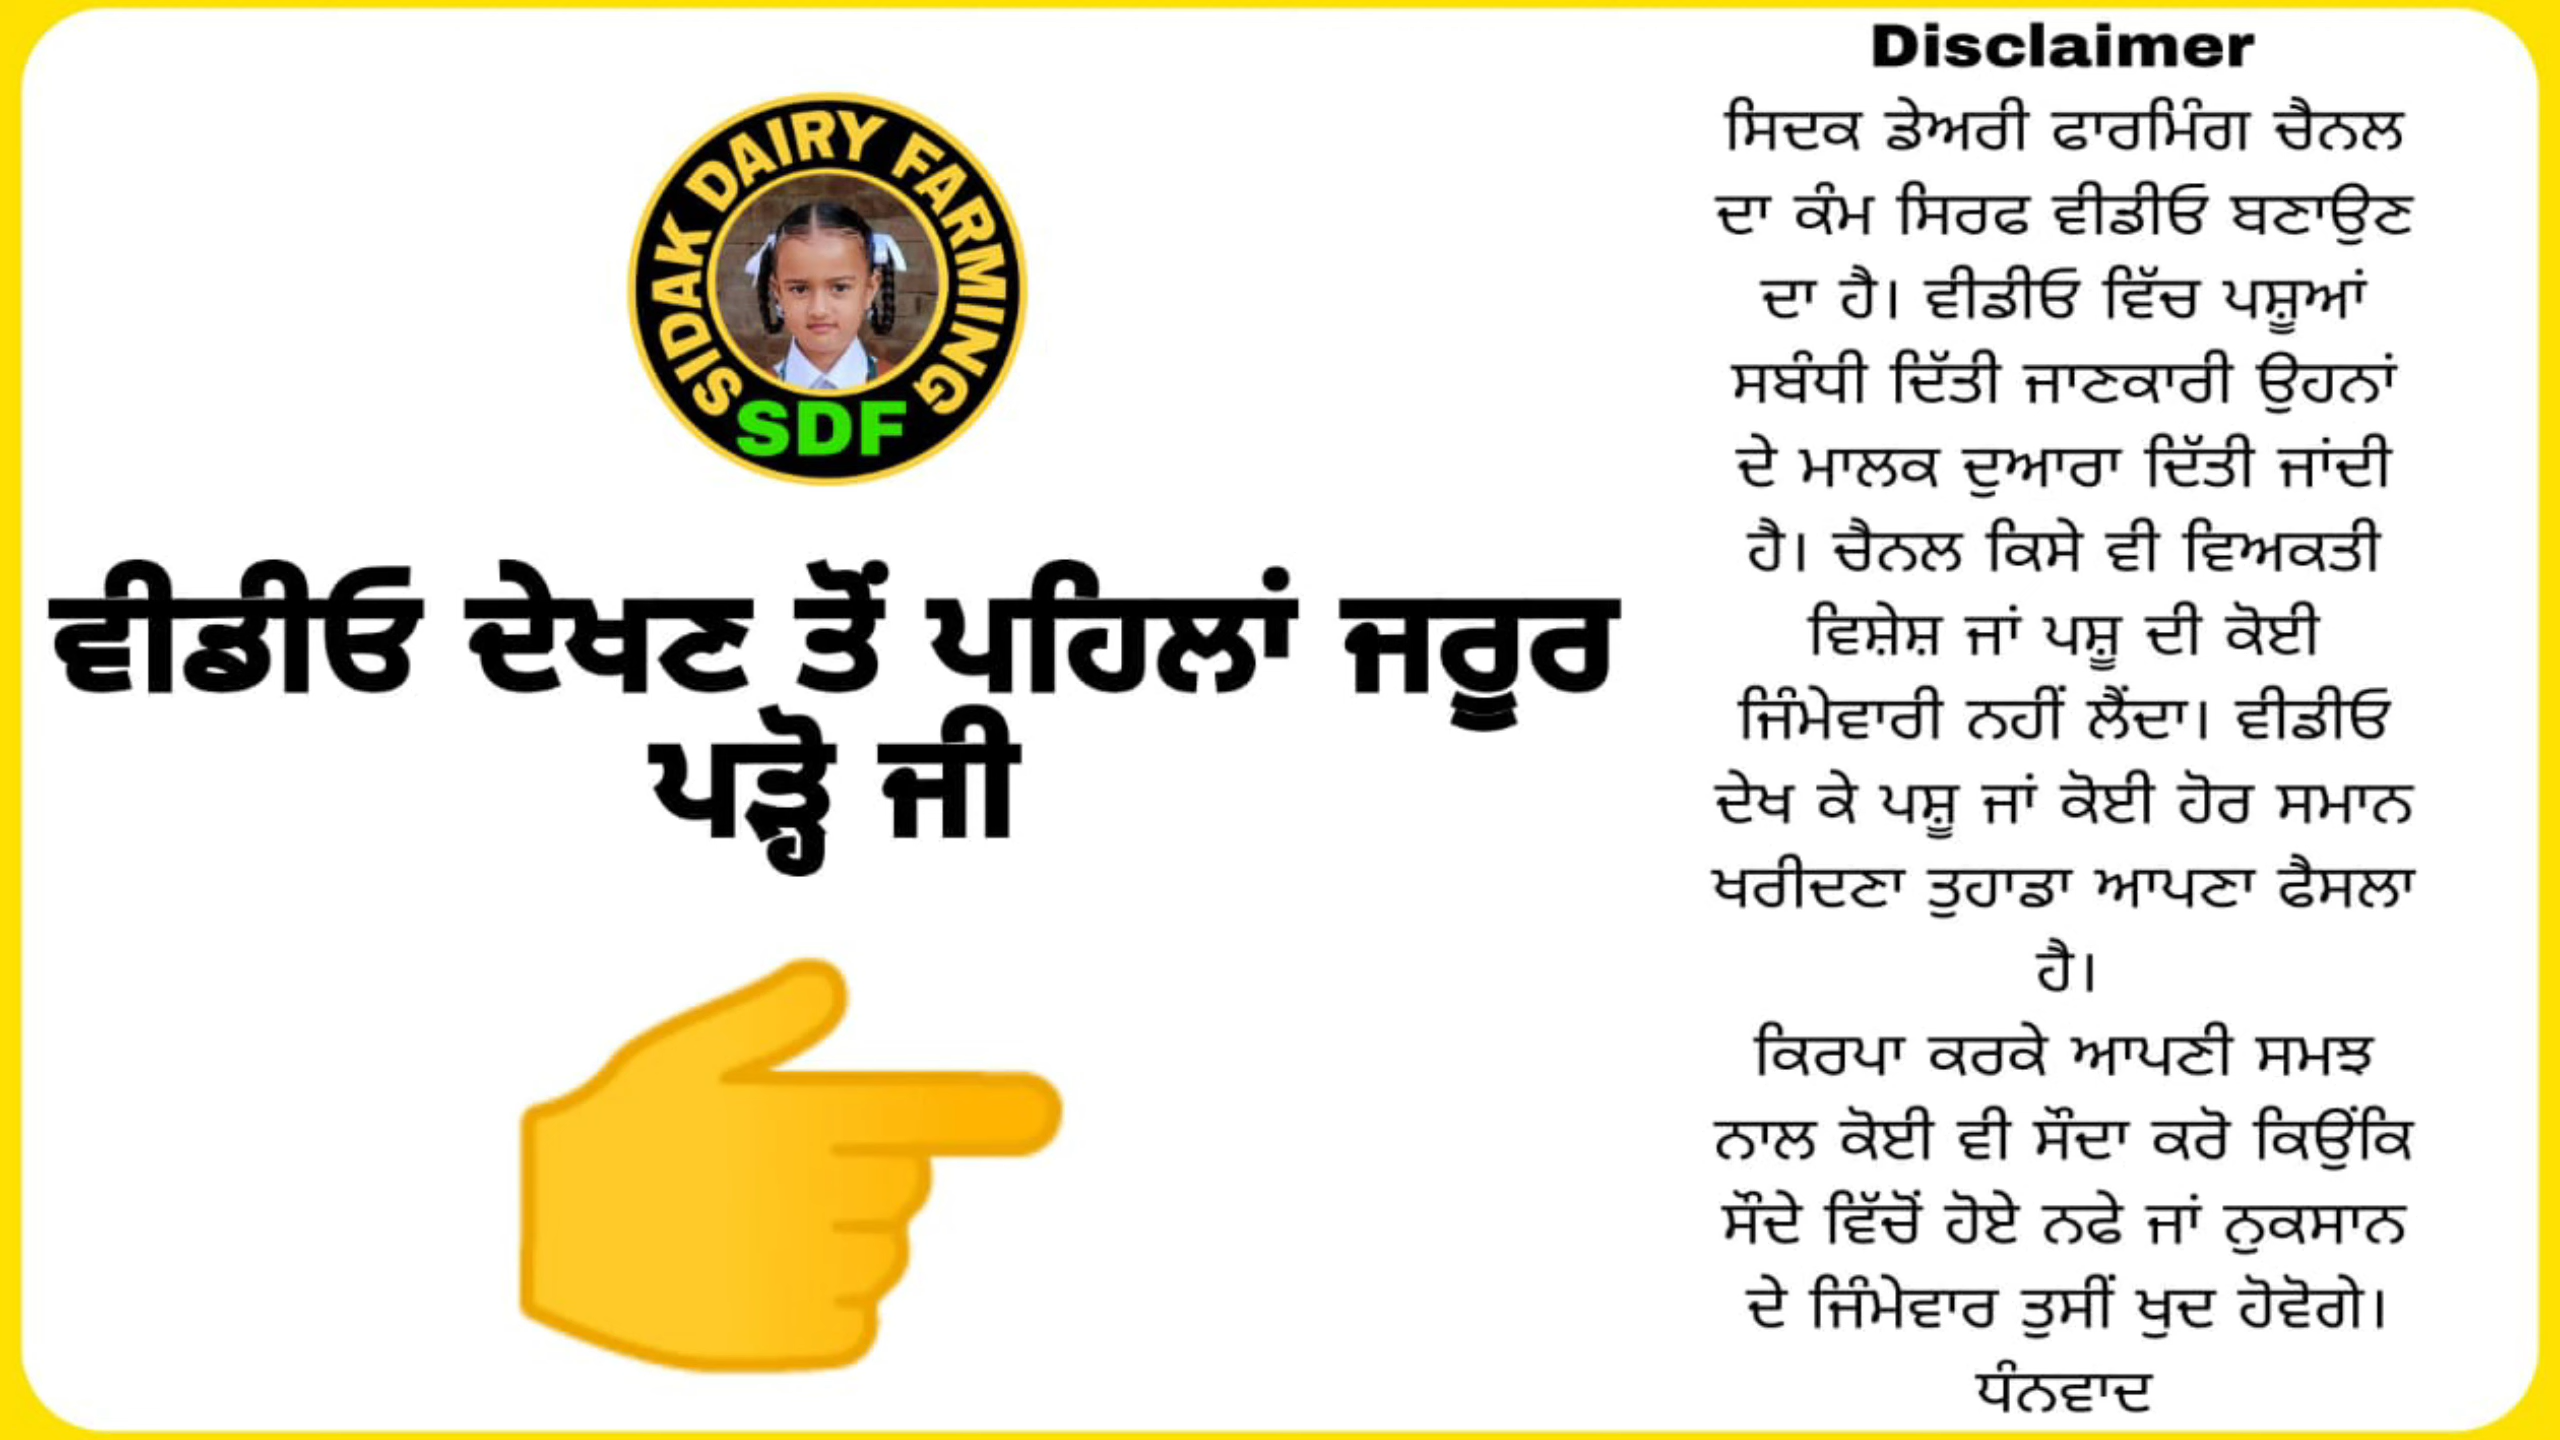 SIDAK DAIRY FARMING
SDF
ਵੀਡੀਓ ਦੇਖਣ ਤੋਂ ਪਹਿਲਾਂ ਜਰੂਰ
ਪੜ੍ਹੋ ਜੀ
Disclaimer
ਸਿਦਕ ਡੇਅਰੀ ਫਾਰਮਿੰਗ ਚੈਨਲ
ਦਾ ਕੰਮ ਸਿਰਫ ਵੀਡੀਓ ਬਣਾਉਣ
ਦਾ ਹੈ। ਵੀਡੀਓ ਵਿੱਚ ਪਸ਼ੂਆਂ
ਸਬੰਧੀ ਦਿੱਤੀ ਜਾਣਕਾਰੀ ਉਹਨਾਂ
ਦੇ ਮਾਲਕ ਦੁਆਰਾ ਦਿੱਤੀ ਜਾਂਦੀ
ਹੈ। ਚੈਨਲ ਕਿਸੇ ਵੀ ਵਿਅਕਤੀ
ਵਿਸ਼ੇਸ਼ ਜਾਂ ਪਸ਼ੂ ਦੀ ਕੋਈ
ਜਿੰਮੇਵਾਰੀ ਨਹੀਂ ਲੈਂਦਾ। ਵੀਡੀਓ
ਦੇਖ ਕੇ ਪਸ਼ੂ ਜਾਂ ਕੋਈ ਹੋਰ ਸਮਾਨ
ਖਰੀਦਣਾ ਤੁਹਾਡਾ ਆਪਣਾ ਫੈਸਲਾ
ਹੈ।
ਕਿਰਪਾ ਕਰਕੇ ਆਪਣੀ ਸਮਝ
ਨਾਲ ਕੋਈ ਵੀ ਸੌਦਾ ਕਰੋ ਕਿਉਂਕਿ
ਸੌਦੇ ਵਿੱਚੋਂ ਹੋਏ ਨਫੇ ਜਾਂ ਨੁਕਸਾਨ
ਦੇ ਜਿੰਮੇਵਾਰ ਤੁਸੀਂ ਖੁਦ ਹੋਵੋਗੇ।
ਧੰਨਵਾਦ